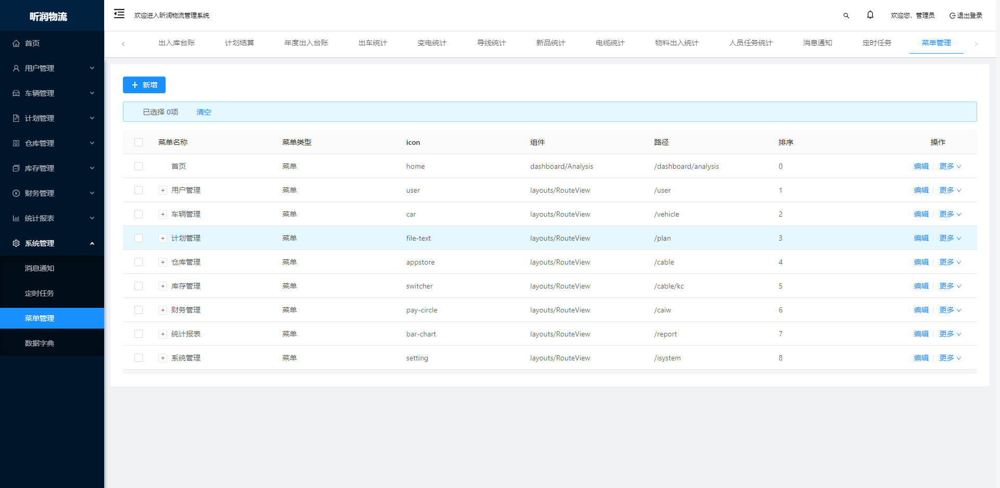 昕润物流
欢迎进入昕润物流管理系统
欢迎您，管理员
退出登录
首页
用户管理
车辆管理
计划管理
仓库管理
库存管理
财务管理
统计报表
系统管理
消息通知
定时任务
菜单管理
数据字典
出入库台账 计划结算 年度出入台账 出车统计 变电统计 导线统计 新品统计 电缆统计 物料出入统计 人员任务统计 消息通知 定时任务 菜单管理
新增
已选择 0项 清空
菜单名称 菜单类型 icon 组件 路径 排序 操作
首页 菜单 home dashboard/Analysis /dashboard/analysis 0 编辑 更多
用户管理 菜单 user layouts/RouteView /user 1 编辑 更多
车辆管理 菜单 car layouts/RouteView /vehicle 2 编辑 更多
计划管理 菜单 file-text layouts/RouteView /plan 3 编辑 更多
仓库管理 菜单 appstore layouts/RouteView /cable 4 编辑 更多
库存管理 菜单 switcher layouts/RouteView /cable/kc 5 编辑 更多
财务管理 菜单 pay-circle layouts/RouteView /caiw 6 编辑 更多
统计报表 菜单 bar-chart layouts/RouteView /report 7 编辑 更多
系统管理 菜单 setting layouts/RouteView /isystem 8 编辑 更多